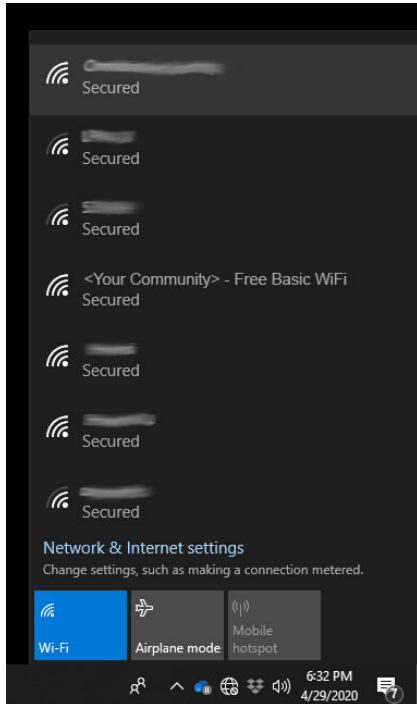 Secured
Secured
Secured
<Your Community> - Free Basic WiFi
Secured
Secured
Secured
Secured
Network & Internet settings
Change settings, such as making a connection metered.
Wi-Fi
Airplane mode
Mobile
hotspot
6:32 PM
4/29/2020
7